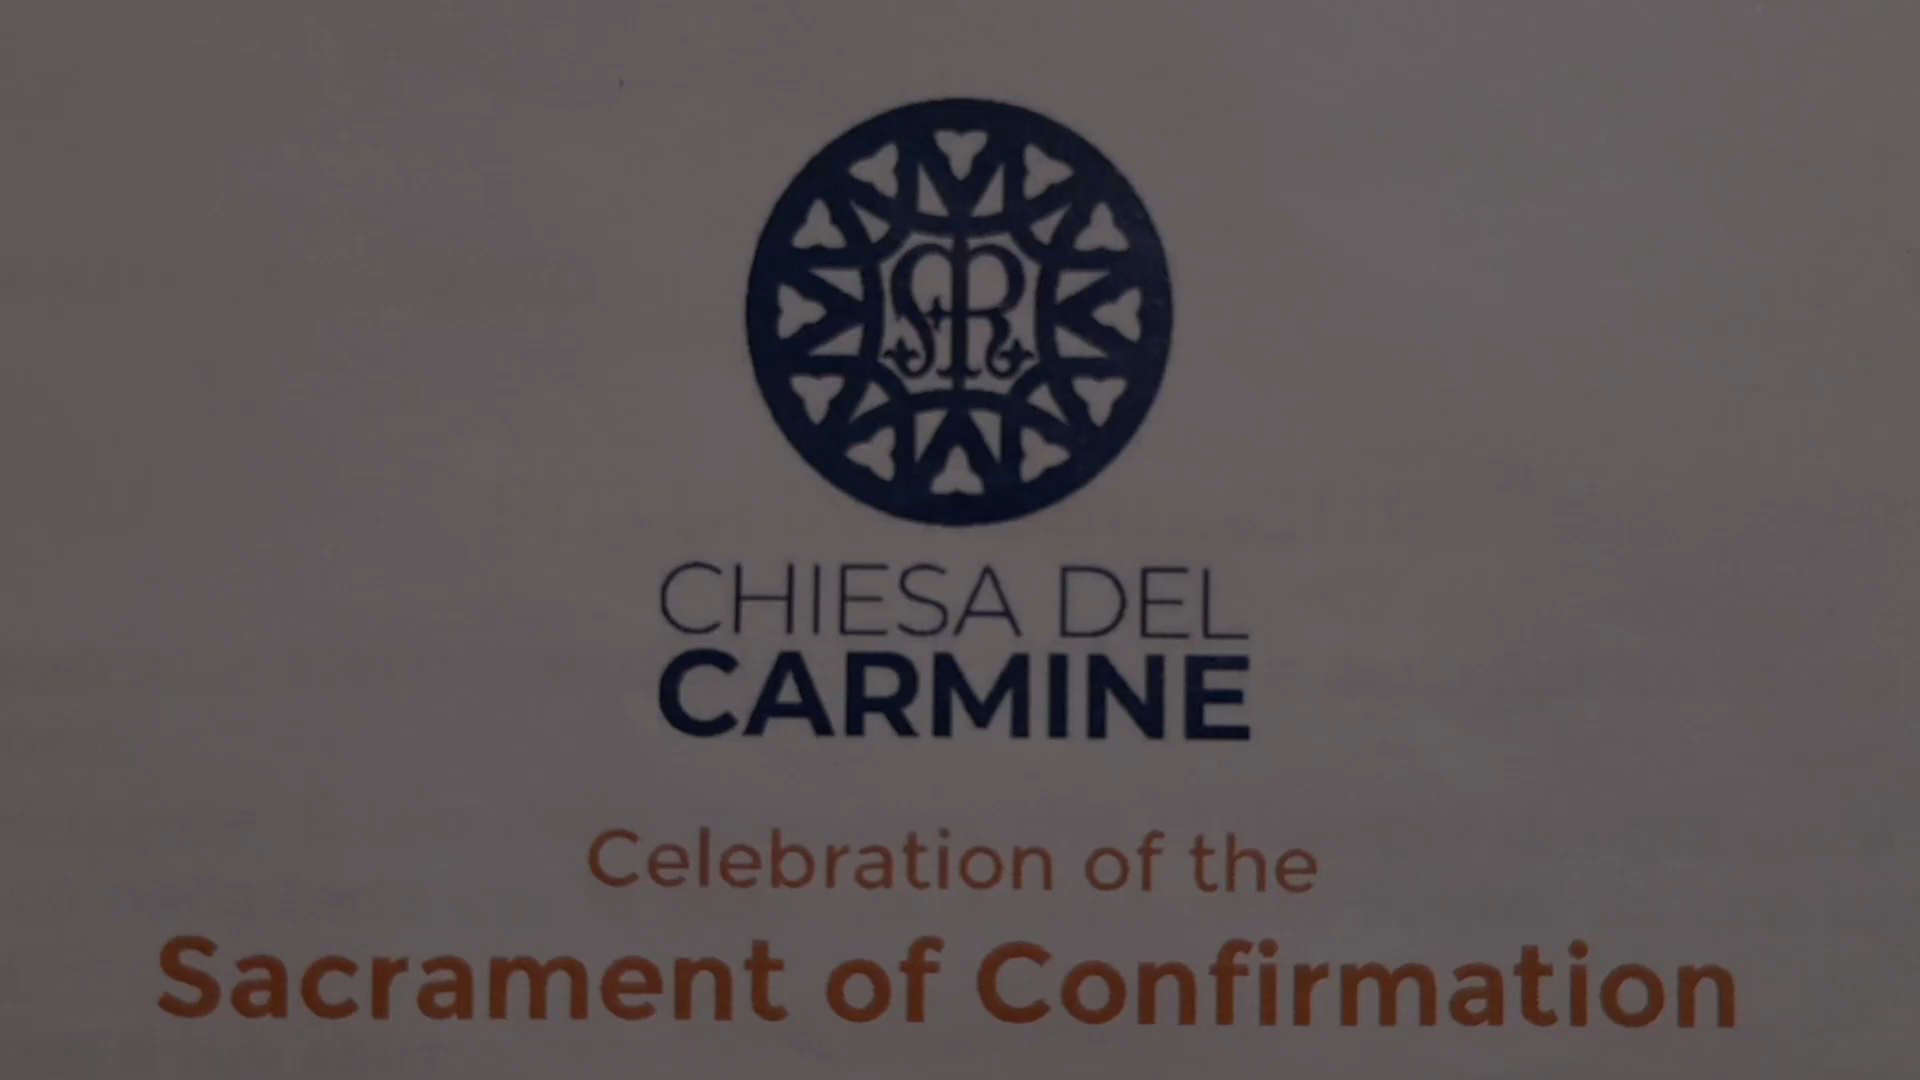 CHIESA DEL
CARMINE
Celebration of the
Sacrament of Confirmation